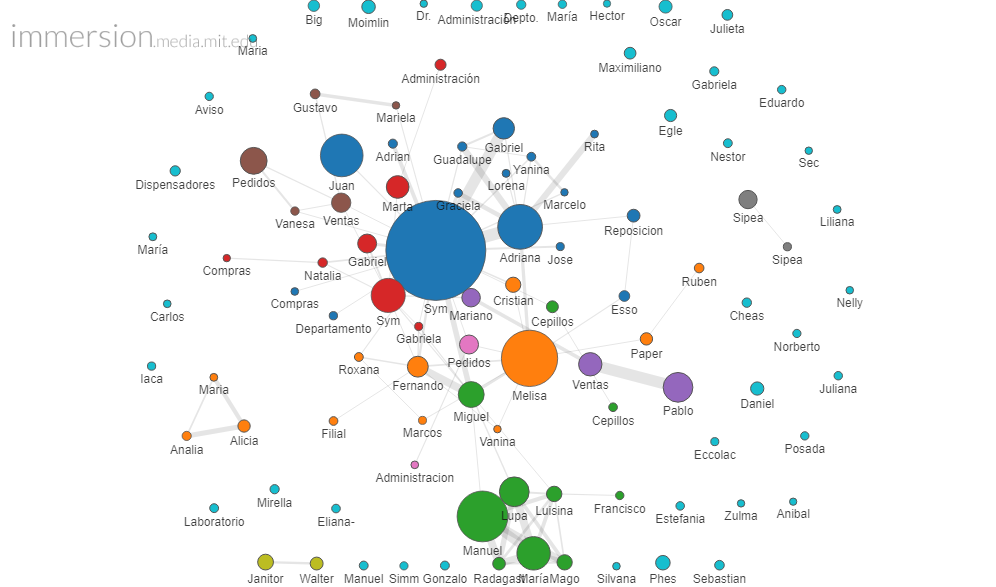 Big
Moimlin
Dr.
Administración
Depto.
María
Hector
Oscar
Julieta
immersion.media.mit.edu
Maria
Maximiliano
Administración
Gabriela
Eduardo
Aviso
Gustavo
Mariela
Egle
Rita
Gabriel
Adrian
Guadalupe
Nestor
Sec
Yanina
Dispensadores
Pedidos
Juan
Lorena
Marta
Graciela
Marcelo
Vanesa
Ventas
Sipea
Liliana
Reposicion
María
Gabriel
Adriana
Jose
Sipea
Compras
Natalia
Ruben
Compras
Cristian
Carlos
Sym
Sym
Mariano
Esso
Cheas
Nelly
Departamento
Cepillos
Gabriela
Norberto
Roxana
Pedidos
Paper
Iaca
Fernando
Melisa
Ventas
Juliana
Maria
Miguel
Pablo
Daniel
Cepillos
Analia
Alicia
Filial
Marcos
Vanina
Eccolac
Posada
Administracion
Mirella
Laboratorio
Eliana-
Lupa
Luisina
Francisco
Estefania
Zulma
Anibal
Manuel
Janitor
Walter
Manuel
Simm
Gonzalo
Radagast
María
Mago
Silvana
Phes
Sebastian